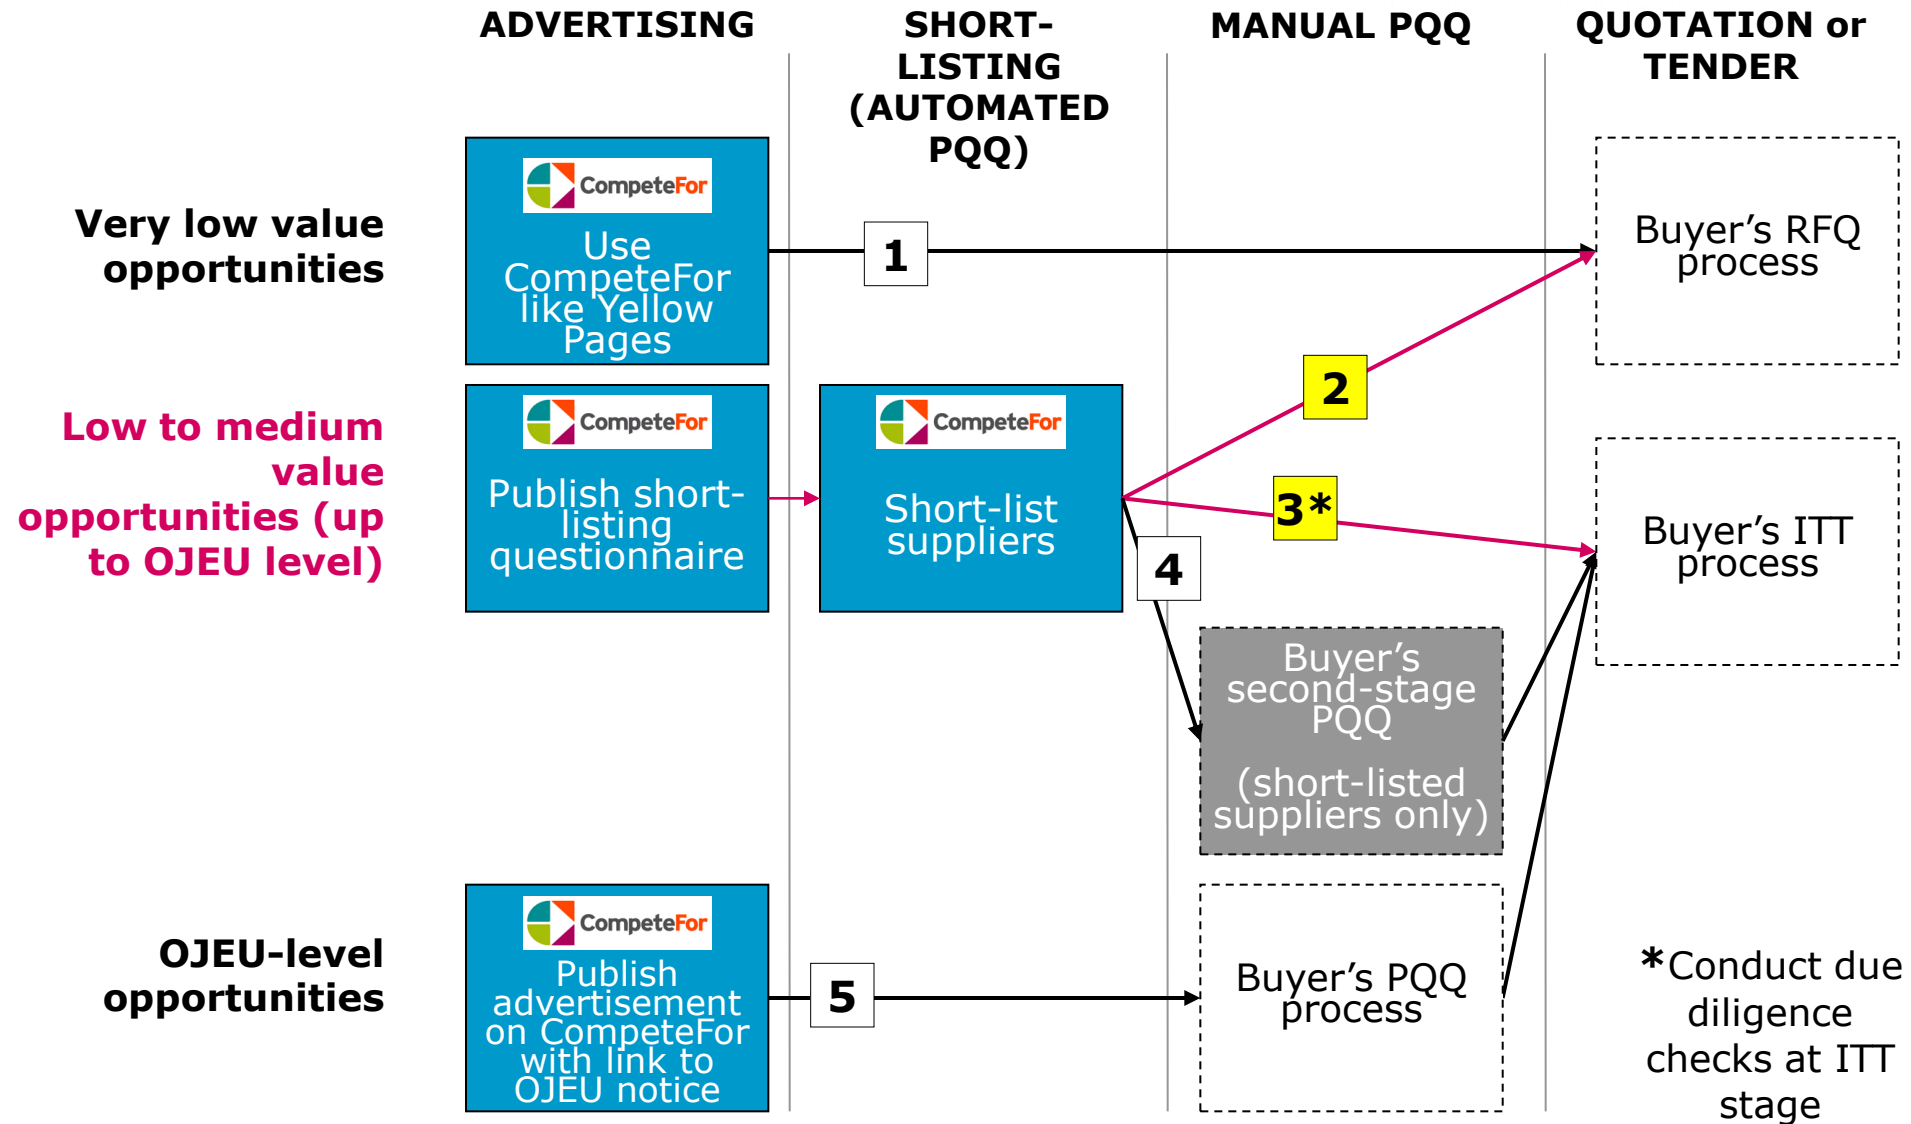 ADVERTISING
SHORT-
LISTING
(AUTOMATED
PQQ)
MANUAL PQQ
QUOTATION or
TENDER
Very low value
opportunities
CompeteFor
Use
CompeteFor
like Yellow
Pages
1
Buyer’s RFQ
process
Low to medium
value
opportunities (up
to OJEU level)
CompeteFor
Publish short-
listing
questionnaire
CompeteFor
Short-list
suppliers
2
3*
4
Buyer’s ITT
process
Buyer’s
second-stage
PQQ
(short-listed
suppliers only)
OJEU-level
opportunities
CompeteFor
Publish
advertisement
on CompeteFor
with link to
OJEU notice
5
Buyer’s PQQ
process
*Conduct due
diligence
checks at ITT
stage